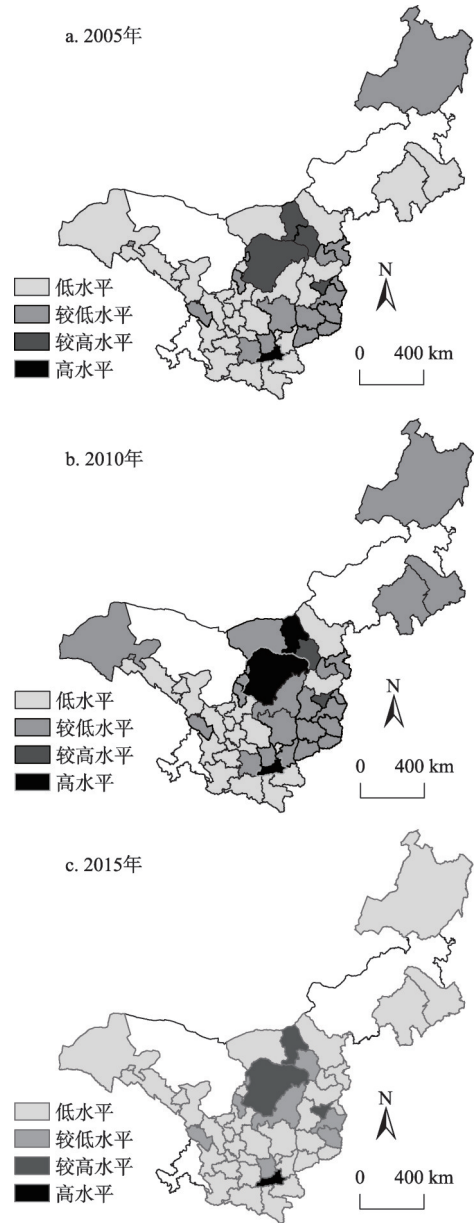 a. 2005年
低水平
较低水平
较高水平
高水平
N
0 400 km
b. 2010年
低水平
较低水平
较高水平
高水平
N
0 400 km
c. 2015年
低水平
较低水平
较高水平
高水平
N
0 400 km